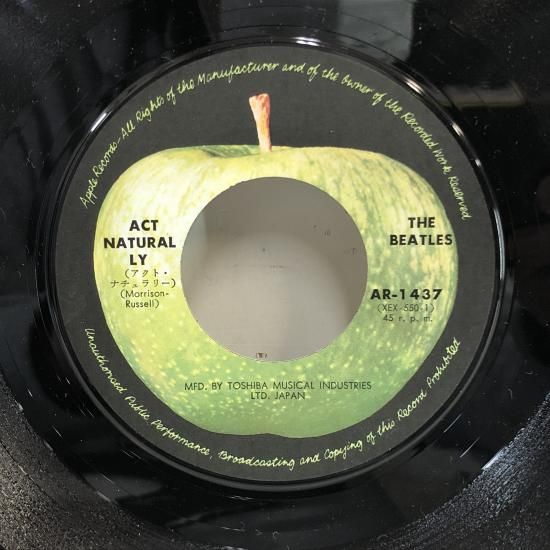 Apple Records-All Rights of the Manufacturer and of the Owner of the Recorded Work Reserved
ACT
NATURAL
LY
(アクト・
ナチュラリー)
(Morrison-
Russell)
THE
BEATLES
AR-1437
(XEX-550-1)
45 r. p. m.
MFD. BY TOSHIBA MUSICAL INDUSTRIES
LTD. JAPAN
Unauthorised Public Performance, Broadcasting and Copying of this Record Prohibited